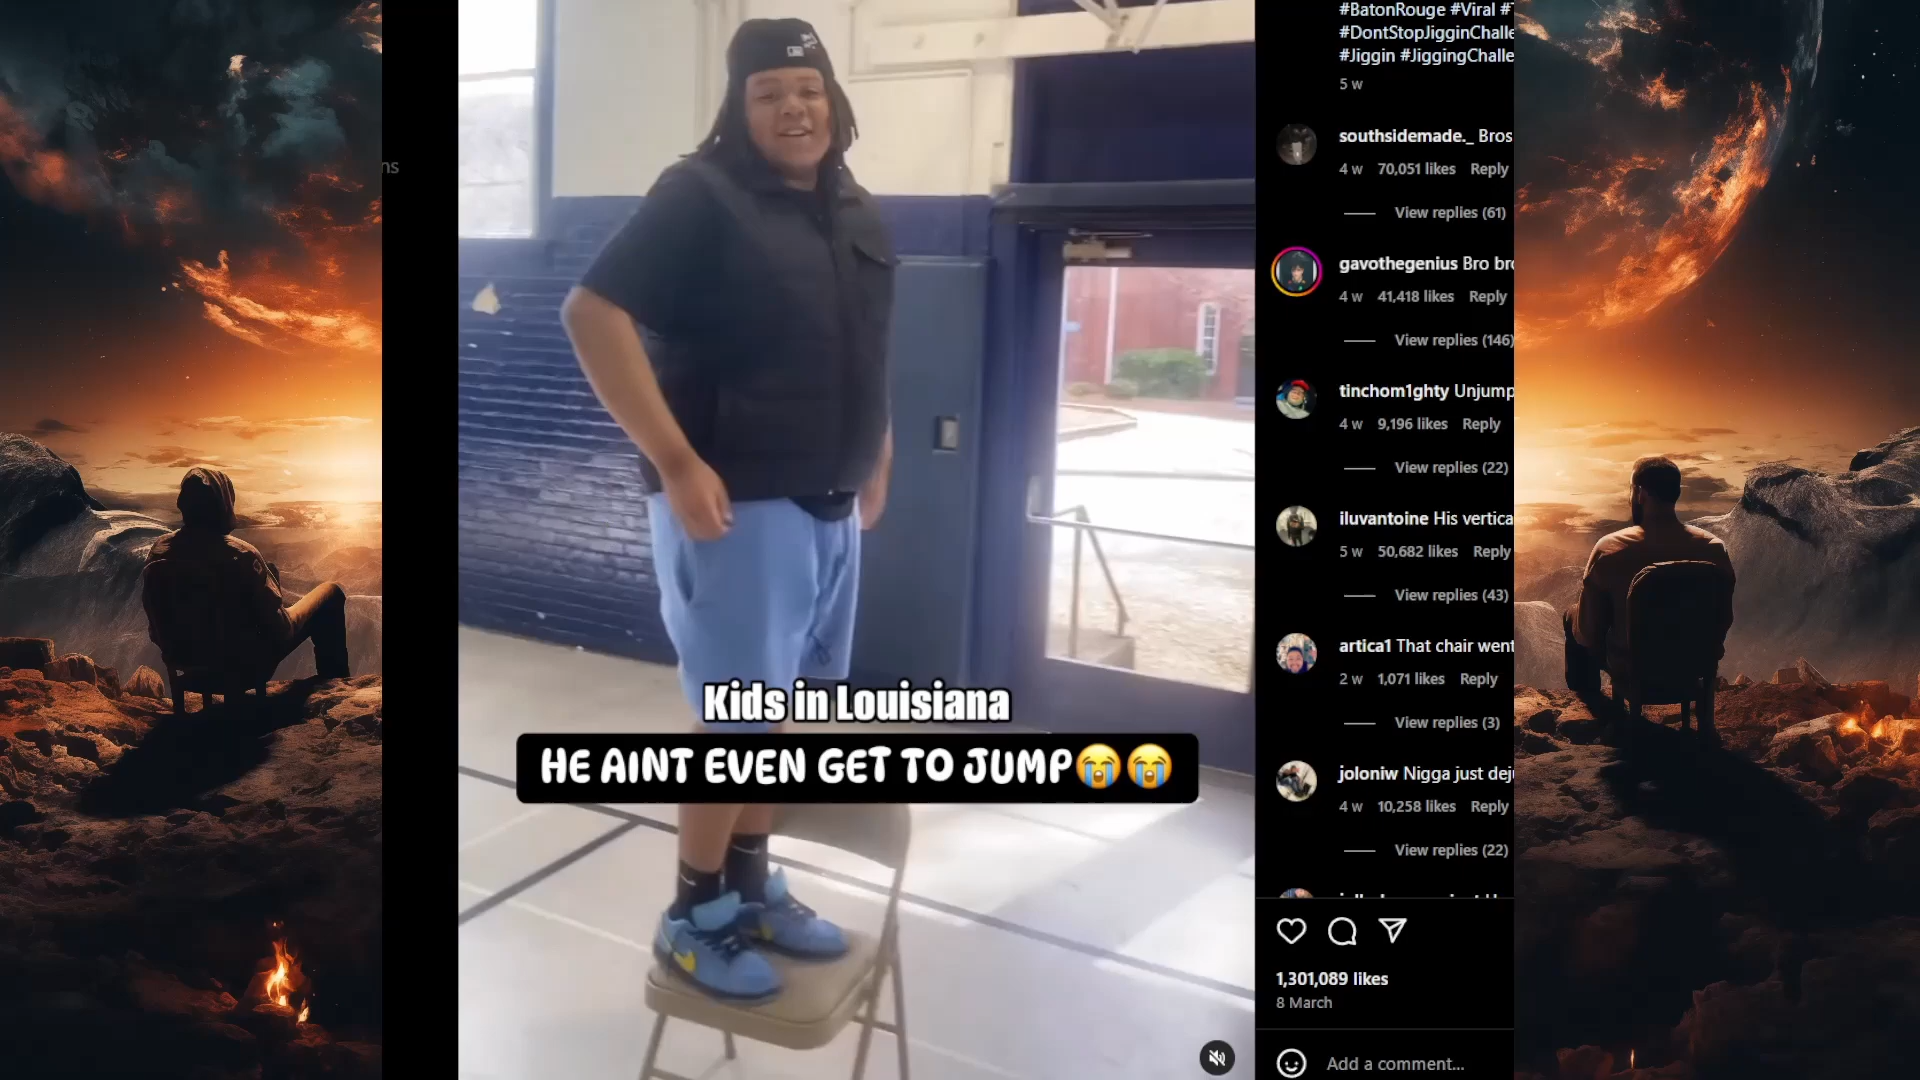 ns
Kids in Louisiana
HE AINT EVEN GET TO JUMP😭😭
#BatonRouge #Viral #
#DontStopJigginChalle
#Jiggin #JiggingChalle
5 w
southsidemade._ Bros
4 w 70,051 likes Reply
View replies (61)
gavothegenius Bro br
4 w 41,418 likes Reply
View replies (146)
tinchom1ghty Unjump
4 w 9,196 likes Reply
View replies (22)
iluvantoine His vertica
5 w 50,682 likes Reply
View replies (43)
artica1 That chair went
2 w 1,071 likes Reply
View replies (3)
joloniw Nigga just dej
4 w 10,258 likes Reply
View replies (22)
1,301,089 likes
8 March
Add a comment...